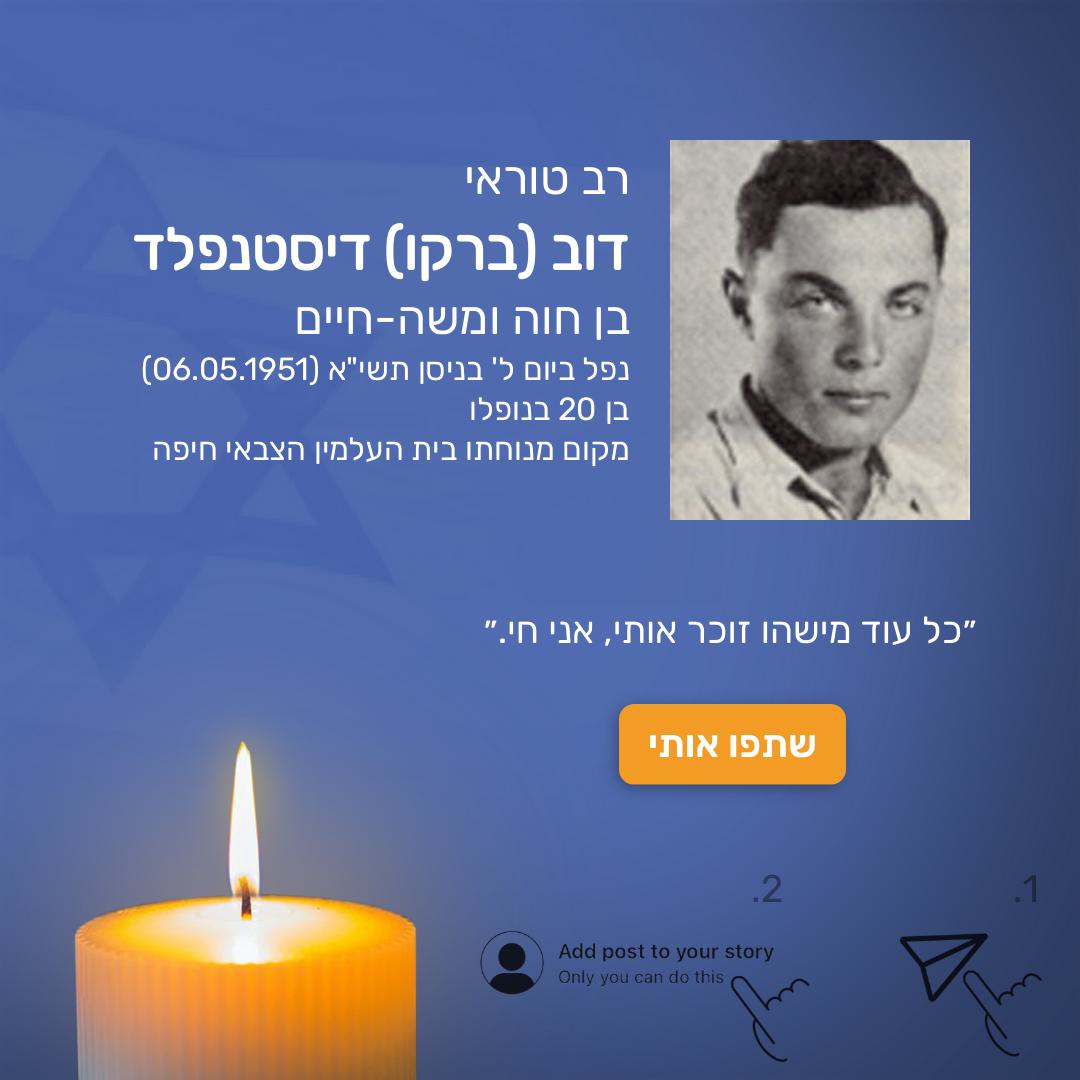 רב טוראי
דוב (ברקו) דיסטנפלד
בן חוה ומשה-חיים
נפל ביום ל' בניסן תשי"א (06.05.1951)
בן 20 בנופלו
מקום מנוחתו בית העלמין הצבאי חיפה
״כל עוד מישהו זוכר אותי, אני חי.״
שתפו אותי
1.
2.
Add post to your story
Only you can do this